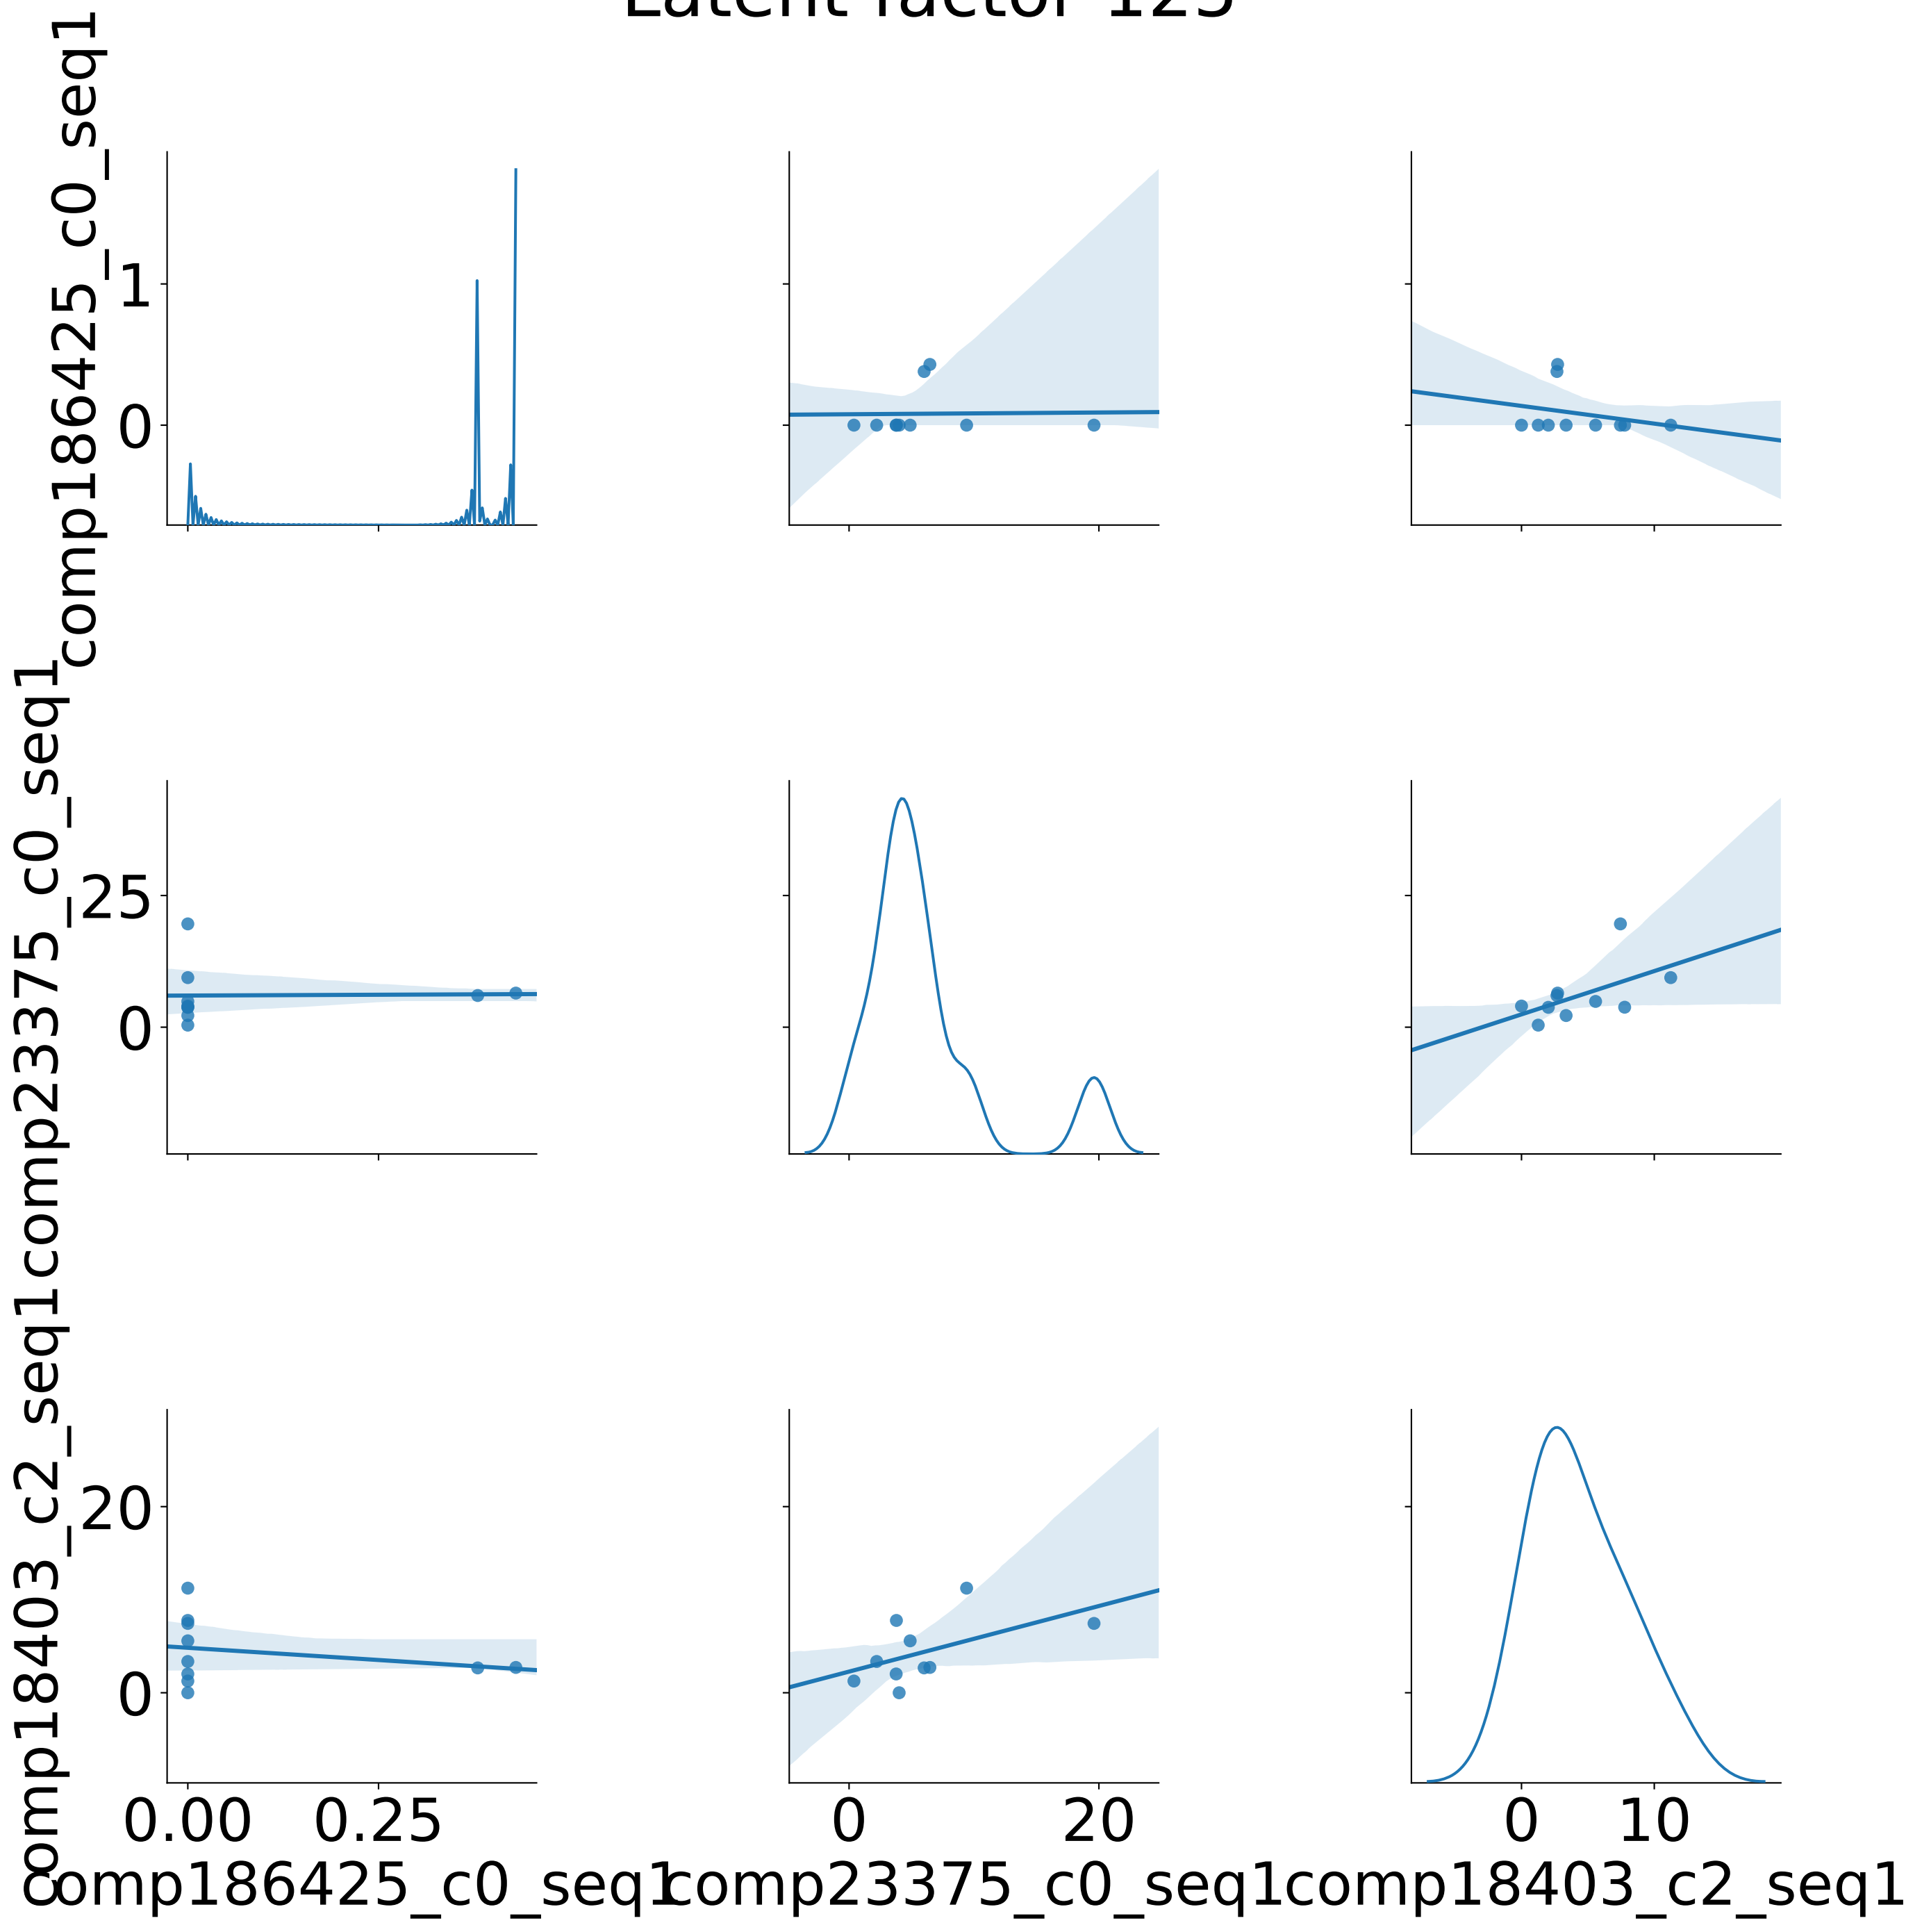 Latent factor 123
comp186425_c0_seq1
1
0
comp23375_c0_seq1
25
0
comp18403_c2_seq1
20
0
0.00 0.25
0 20
0 10
comp186425_c0_seq1
comp23375_c0_seq1
comp18403_c2_seq1